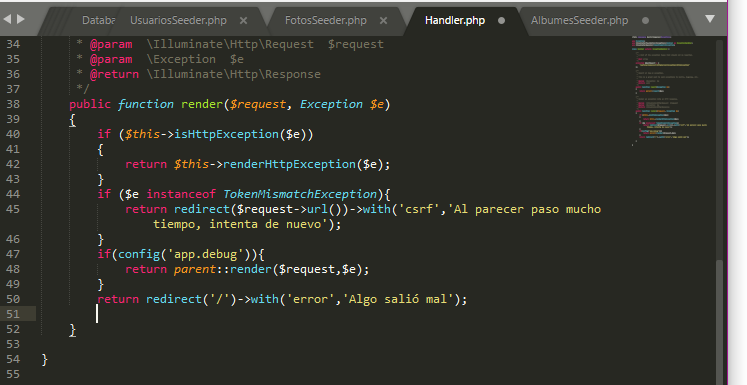 Databa UsuariosSeeder.php × FotosSeeder.php × Handler.php AlbumesSeeder.php
34 * @param \Illuminate\Http\Request $request
35 * @param \Exception $e
36 * @return \Illuminate\Http\Response
37 */
38 public function render($request, Exception $e)
39 {
40 if ($this->isHttpException($e))
41 {
42 return $this->renderHttpException($e);
43 }
44 if ($e instanceof TokenMismatchException){
45 return redirect($request->url())->with('csrf','Al parecer paso mucho
tiempo, intenta de nuevo');
46 }
47 if(config('app.debug')){
48 return parent::render($request,$e);
49 }
50 return redirect('/')->with('error','Algo salió mal');
51
52 }
53
54 }
55